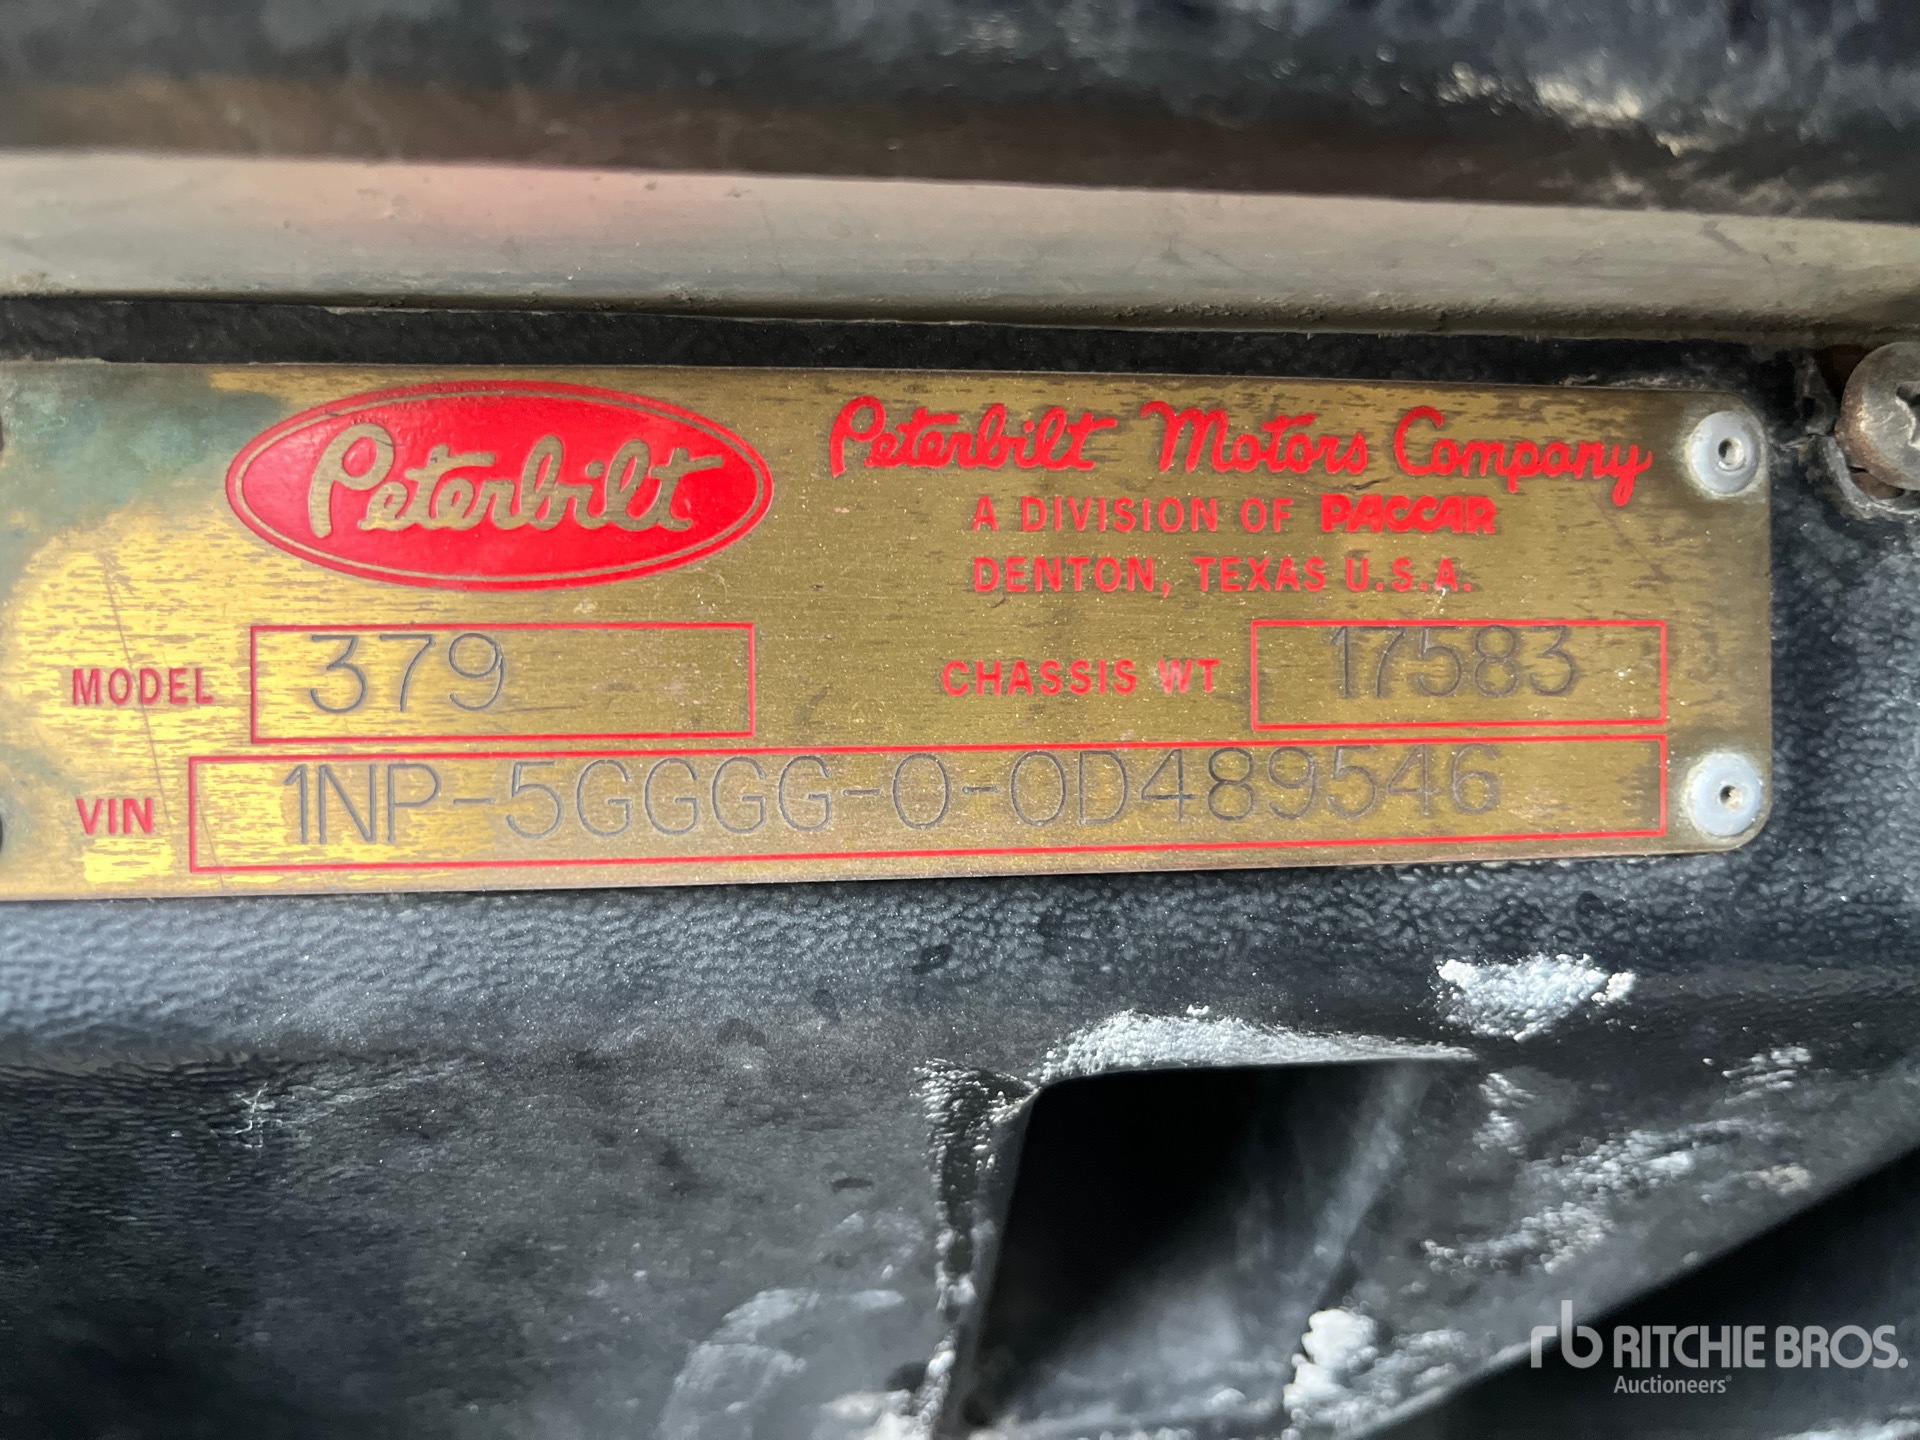 Peterbilt
Peterbilt Motors Company
A DIVISION OF PACCAR
DENTON, TEXAS U.S.A.
MODEL 379 CHASSIS WT 17583
VIN 1NP-5GGGG-0-0D489546
rb RITCHIE BROS.
Auctioneers